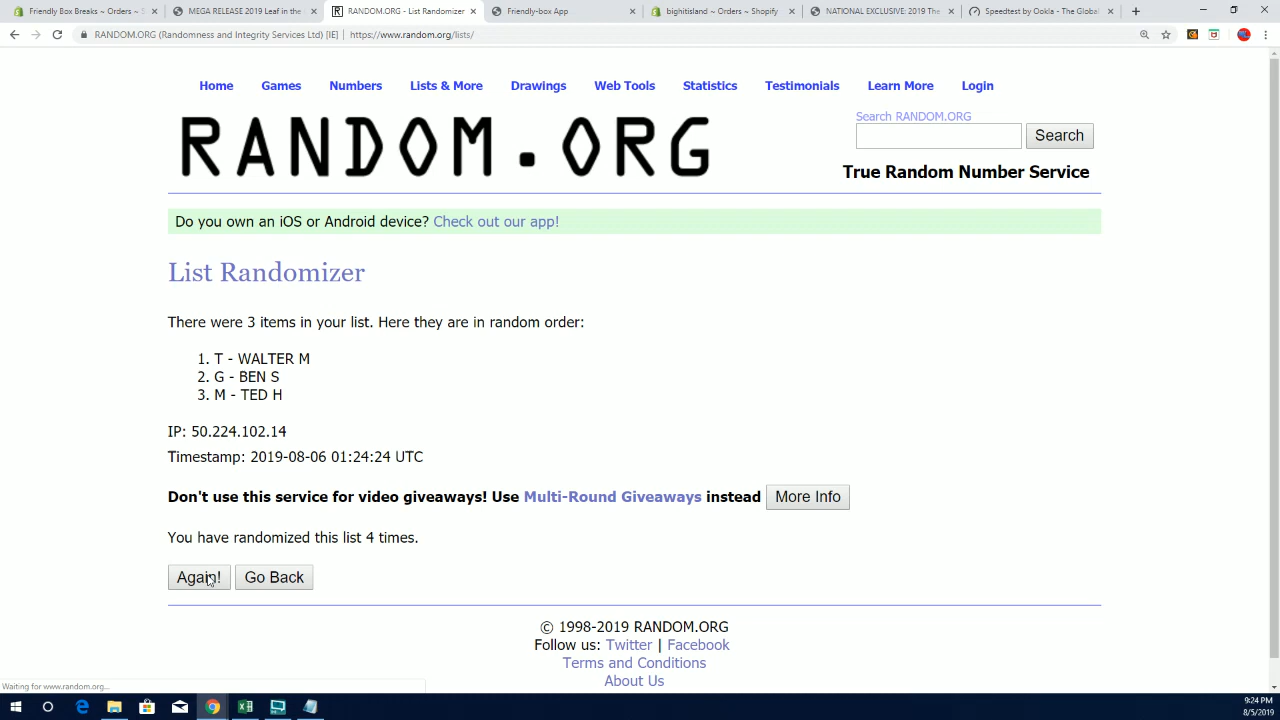 Friendly Box Breaks ~ S
MEGA RELEASE 2019 Leaf in the
RANDOM.ORG - List Randomizer
Friendly-box App
bighitisland ~ Orders ~ Shopify
NATIONAL EXCLUSIVE: 2019 The
Speedtest by Ookla - The Global
RANDOM.ORG (Randomness and Integrity Services Ltd) [IE] | https://www.random.org/lists/
Home Games Numbers Lists & More Drawings Web Tools Statistics Testimonials Learn More Login
RANDOM.ORG
Search RANDOM.ORG
Search
True Random Number Service
Do you own an iOS or Android device? Check out our app!
List Randomizer
There were 3 items in your list. Here they are in random order:
1. T - WALTER M
2. G - BEN S
3. M - TED H
IP: 50.224.102.14
Timestamp: 2019-08-06 01:24:24 UTC
Don't use this service for video giveaways! Use Multi-Round Giveaways instead More Info
You have randomized this list 4 times.
Again! Go Back
© 1998-2019 RANDOM.ORG
Follow us: Twitter | Facebook
Terms and Conditions
About Us
Waiting for www.random.org...
9:24 PM
8/5/2019